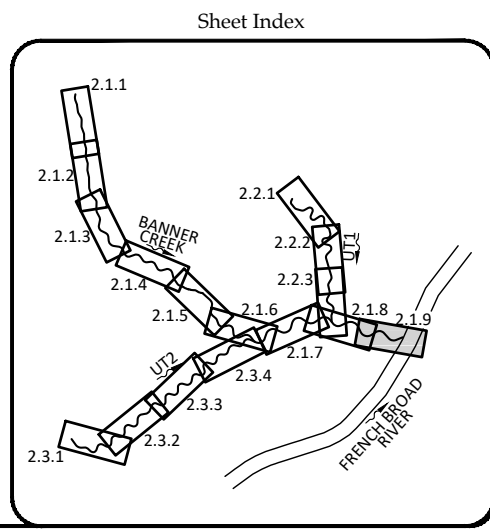 Sheet Index
2.1.1
2.1.2
2.1.3
BANNER
CREEK
2.1.4
2.1.5
2.1.6
2.1.7
2.1.8
2.1.9
2.2.1
2.2.2
UT1
2.2.3
UT2
2.3.4
2.3.3
2.3.2
2.3.1
FRENCH BROAD
RIVER